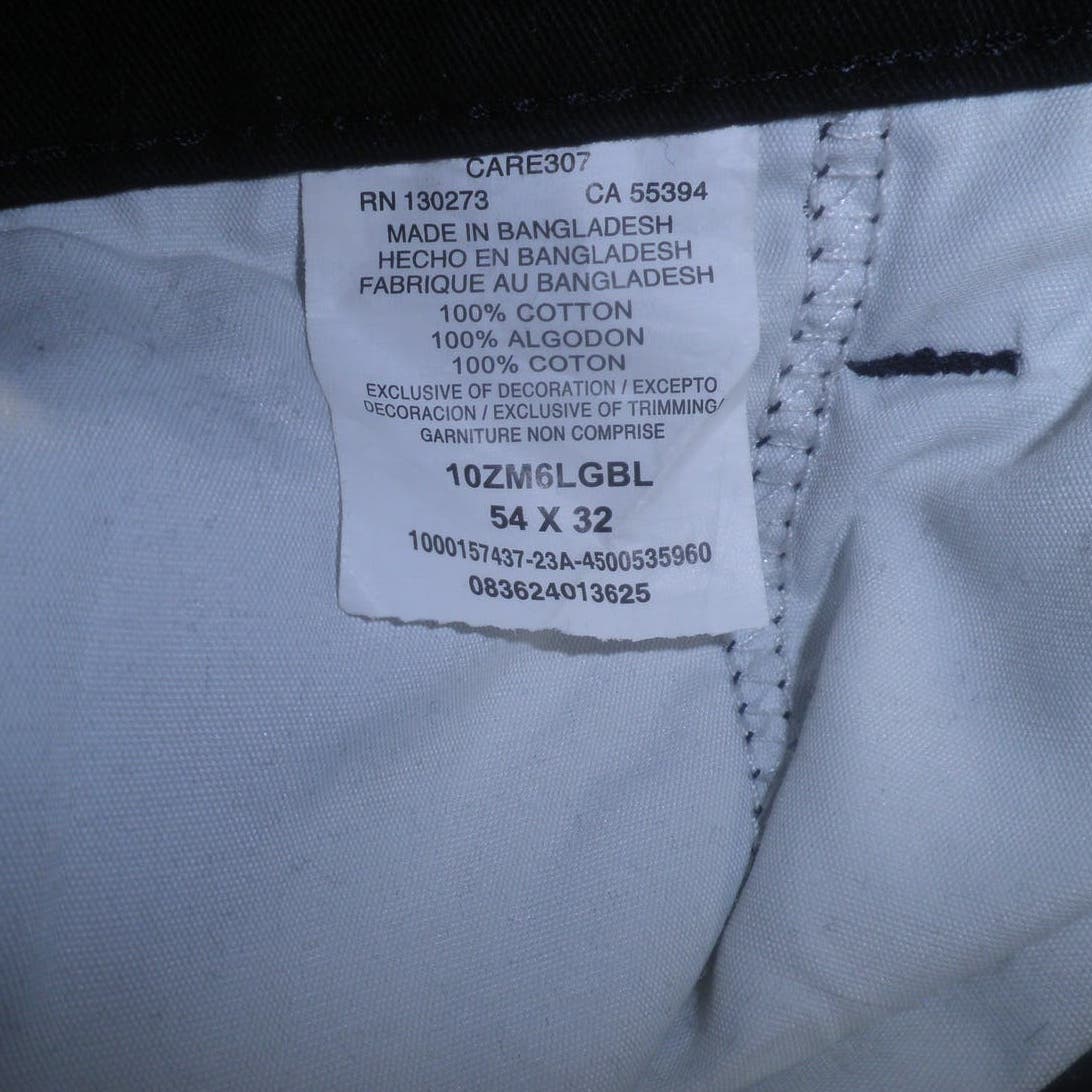 CARE307
RN 130273 CA 55394
MADE IN BANGLADESH
HECHO EN BANGLADESH
FABRIQUE AU BANGLADESH
100% COTTON
100% ALGODON
100% COTON
EXCLUSIVE OF DECORATION / EXCEPTO
DECORACION / EXCLUSIVE OF TRIMMING/
GARNITURE NON COMPRISE
10ZM6LGBL
54 X 32
1000157437-23A-4500535960
083624013625